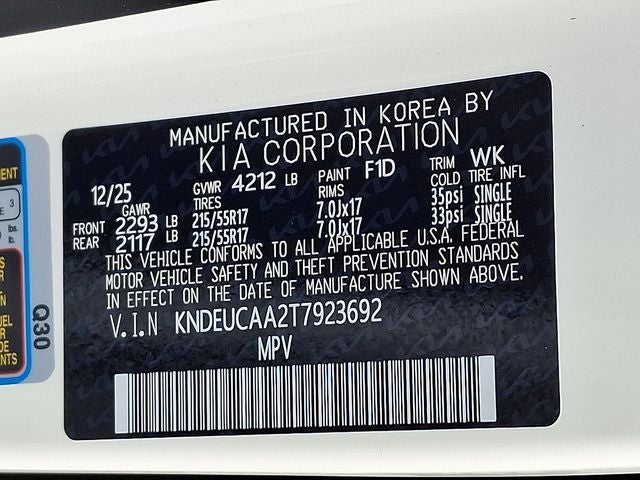 MANUFACTURED IN KOREA BY
KIA CORPORATION
12/25 GVWR 4212 LB PAINT F1D TRIM WK
GAWR TIRES RIMS COLD TIRE INFL
FRONT 2293 LB 215/55R17 7.0Jx17 35psi SINGLE
REAR 2117 LB 215/55R17 7.0Jx17 33psi SINGLE
THIS VEHICLE CONFORMS TO ALL APPLICABLE U.S.A. FEDERAL
MOTOR VEHICLE SAFETY AND THEFT PREVENTION STANDARDS
IN EFFECT ON THE DATE OF MANUFACTURE SHOWN ABOVE.
V.I.N KNDEUCAA2T7923692
MPV
Q30
3
lbs.
lb.